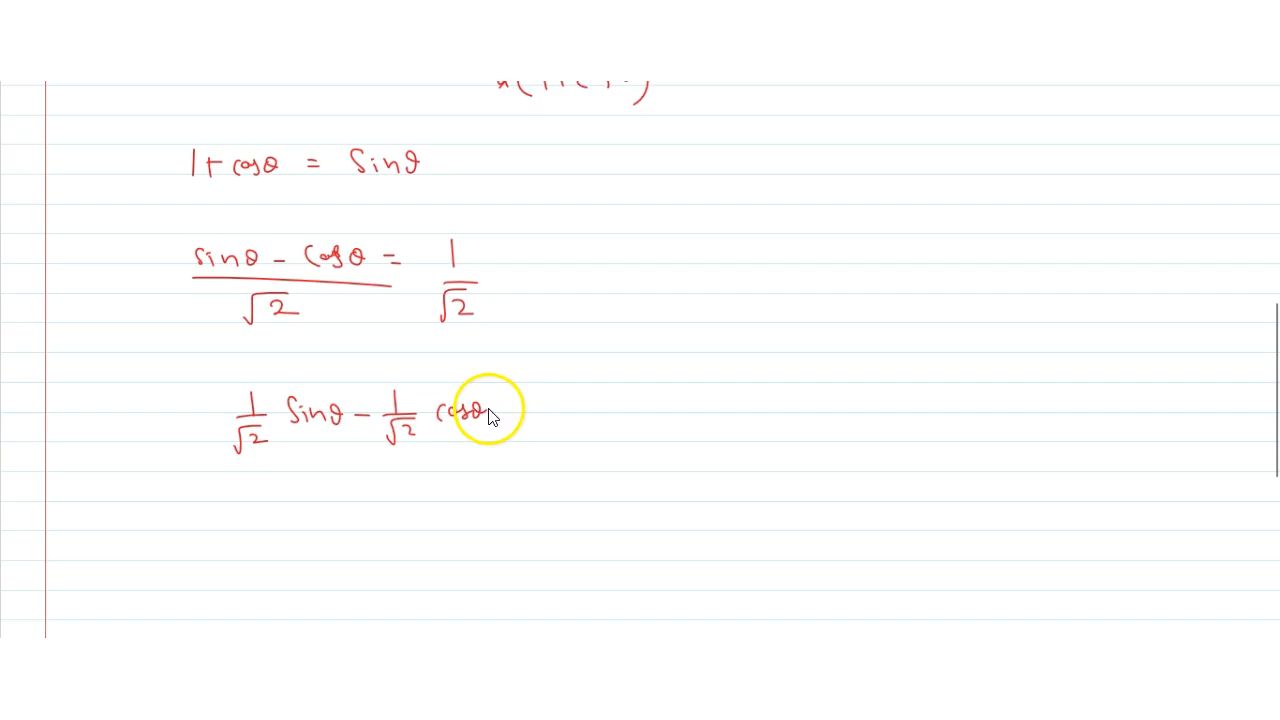 1 + cosθ = Sinθ
sinθ - Cosθ / √2 = 1 / √2
1/√2 Sinθ - 1/√2 cosθ